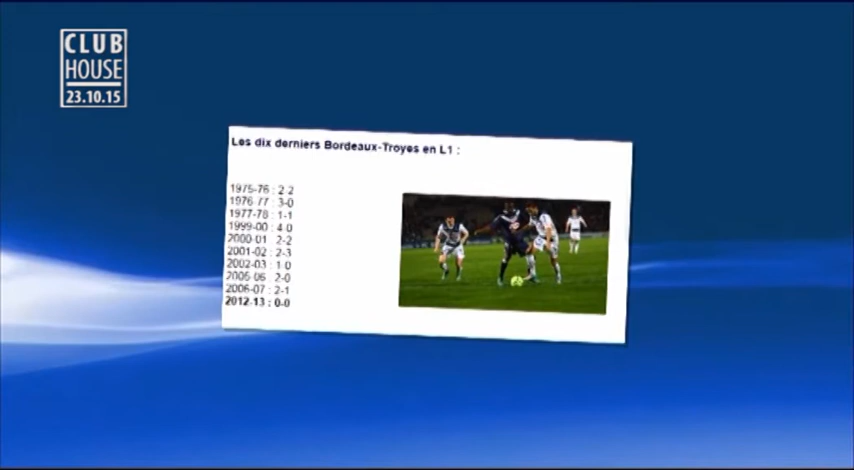 CLUB
HOUSE
23.10.15
Les dix derniers Bordeaux-Troyes en L1 :
1975-76 : 2-2
1976-77 : 3-0
1977-78 : 1-1
1999-00 : 4-0
2000-01 : 2-2
2001-02 : 2-3
2002-03 : 1-0
2005-06 : 2-0
2006-07 : 2-1
2012-13 : 0-0